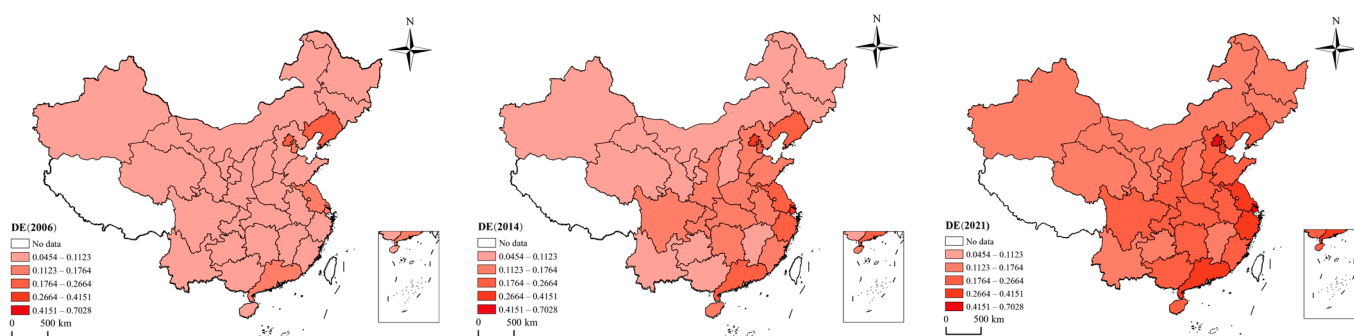 N
DE(2006)
No data
0.0454 – 0.1123
0.1123 – 0.1764
0.1764 – 0.2664
0.2664 – 0.4151
0.4151 – 0.7028
0 500 km
N
DE(2014)
No data
0.0454 – 0.1123
0.1123 – 0.1764
0.1764 – 0.2664
0.2664 – 0.4151
0.4151 – 0.7028
0 500 km
N
DE(2021)
No data
0.0454 – 0.1123
0.1123 – 0.1764
0.1764 – 0.2664
0.2664 – 0.4151
0.4151 – 0.7028
0 500 km